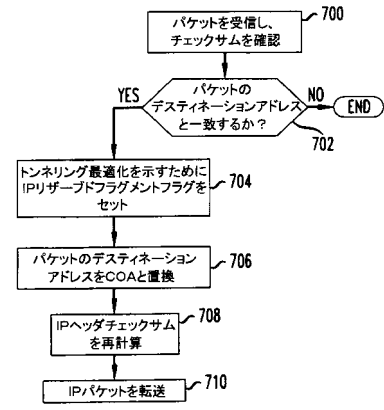 パケットを受信し、
チェックサムを確認
700
パケットの
デスティネーションアドレス
と一致するか?
YES
NO
END
702
トンネリング最適化を示すために
IPリザーブドフラグメントフラグを
セット
704
パケットのデスティネーション
アドレスをCOAと置換
706
IPヘッダチェックサム
を再計算
708
IPパケットを転送
710